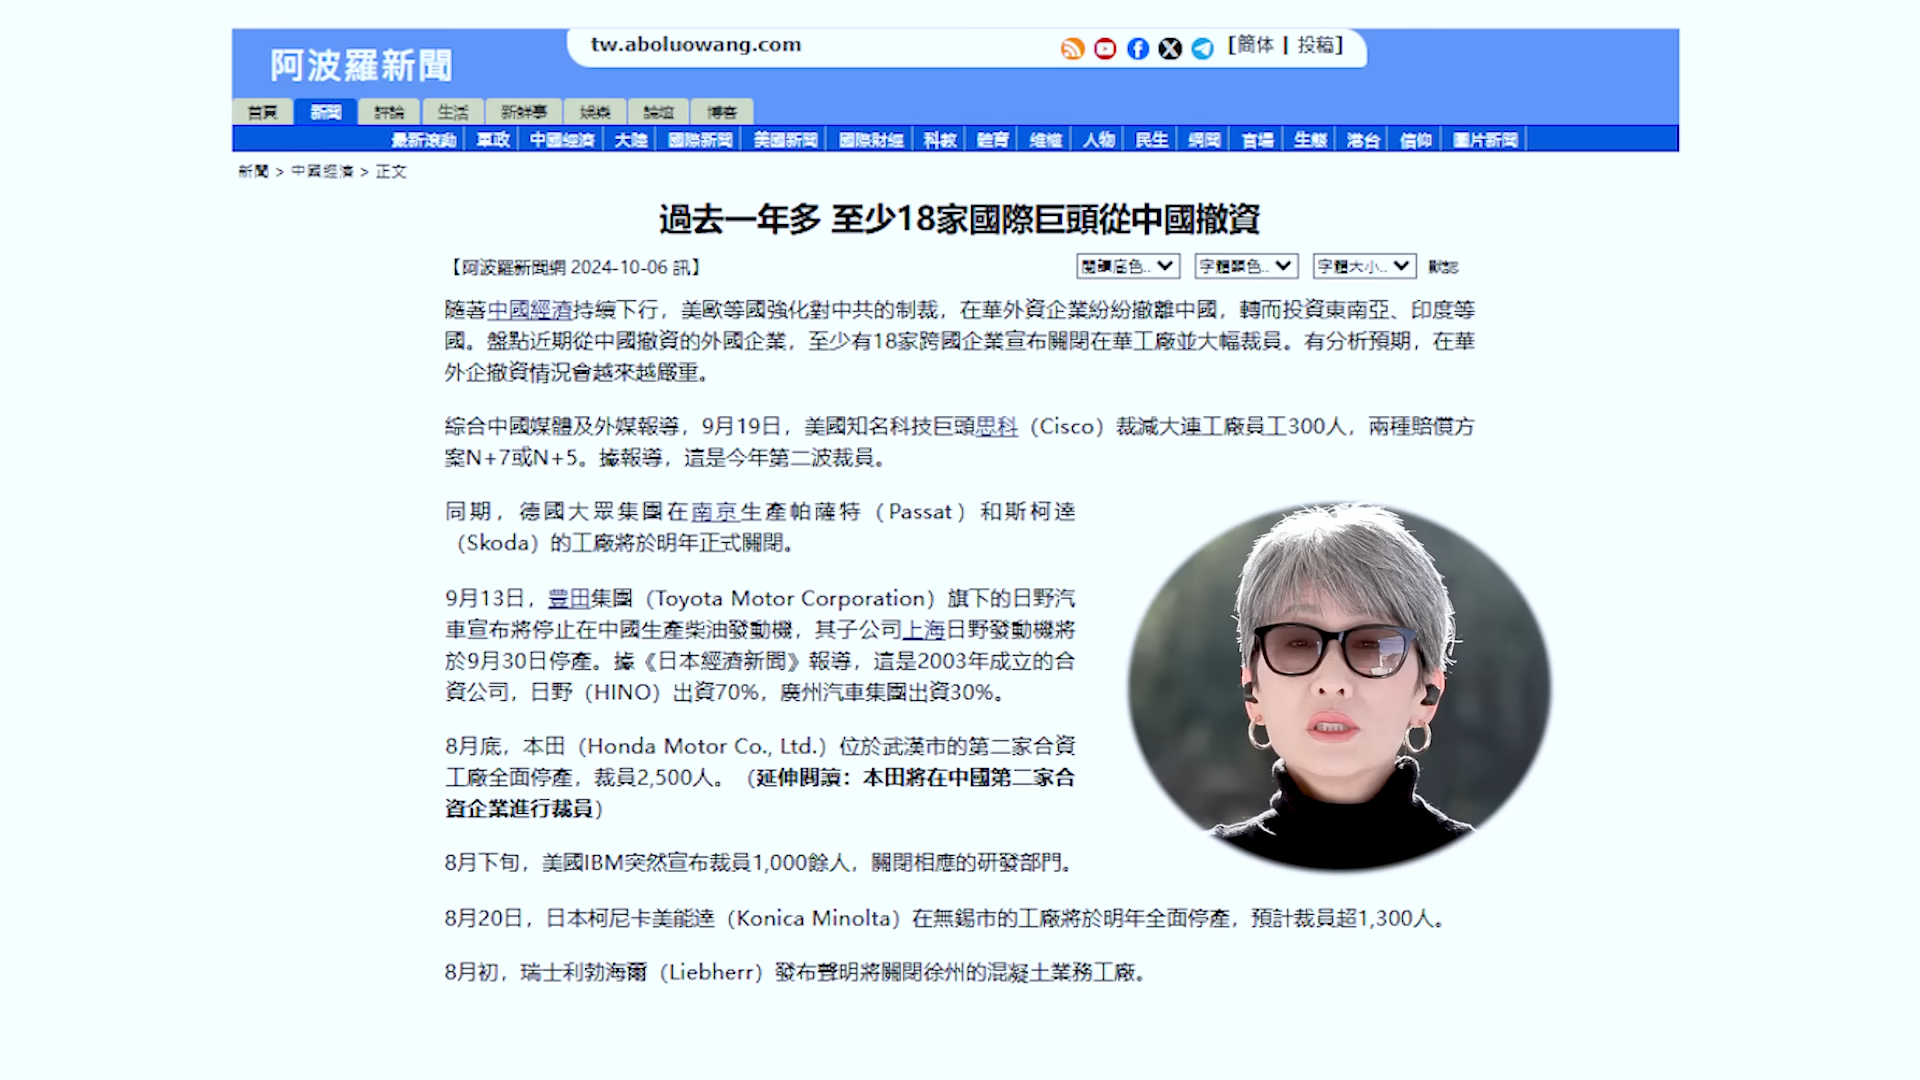 阿波羅新聞
tw.aboluowang.com
[簡体 | 投稿]
首頁 新聞 評論 生活 新鮮事 娛樂 論壇 博客
最新滾動 軍政 中國經濟 大陸 國際新聞 美國新聞 國際財經 科教 體育 維權 人物 民生 網聞 官場 生態 港台 信仰 圖片新聞
新聞 > 中國經濟 > 正文
過去一年多 至少18家國際巨頭從中國撤資
【阿波羅新聞網 2024-10-06 訊】
閱讀底色.. 字體顏色.. 字體大小.. 默認
隨著中國經濟持續下行，美歐等國強化對中共的制裁，在華外資企業紛紛撤離中國，轉而投資東南亞、印度等
國。盤點近期從中國撤資的外國企業，至少有18家跨國企業宣布關閉在華工廠並大幅裁員。有分析預期，在華
外企撤資情況會越來越嚴重。
綜合中國媒體及外媒報導，9月19日，美國知名科技巨頭思科（Cisco）裁減大連工廠員工300人，兩種賠償方
案N+7或N+5。據報導，這是今年第二波裁員。
同期，德國大眾集團在南京生產帕薩特（Passat）和斯柯達
（Skoda）的工廠將於明年正式關閉。
9月13日，豐田集團（Toyota Motor Corporation）旗下的日野汽
車宣布將停止在中國生產柴油發動機，其子公司上海日野發動機將
於9月30日停產。據《日本經濟新聞》報導，這是2003年成立的合
資公司，日野（HINO）出資70%，廣州汽車集團出資30%。
8月底，本田（Honda Motor Co., Ltd.）位於武漢市的第二家合資
工廠全面停產，裁員2,500人。（延伸閱讀：本田將在中國第二家合
資企業進行裁員）
8月下旬，美國IBM突然宣布裁員1,000餘人，關閉相應的研發部門。
8月20日，日本柯尼卡美能達（Konica Minolta）在無錫市的工廠將於明年全面停產，預計裁員超1,300人。
8月初，瑞士利勃海爾（Liebherr）發布聲明將關閉徐州的混凝土業務工廠。